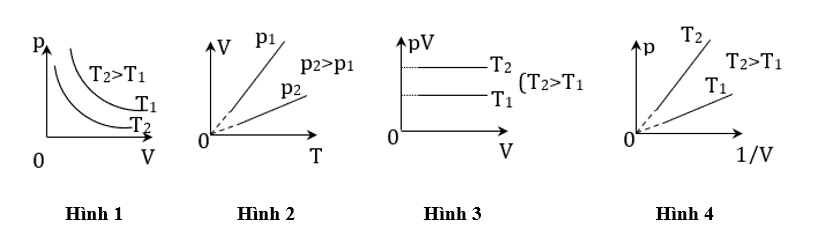 p
T2>T1
T1
T2
0
V
Hình 1
V
p1
p2>p1
p2
0
T
Hình 2
pV
T2
(T2>T1
T1
0
V
Hình 3
p
T2
T2>T1
T1
0
1/V
Hình 4